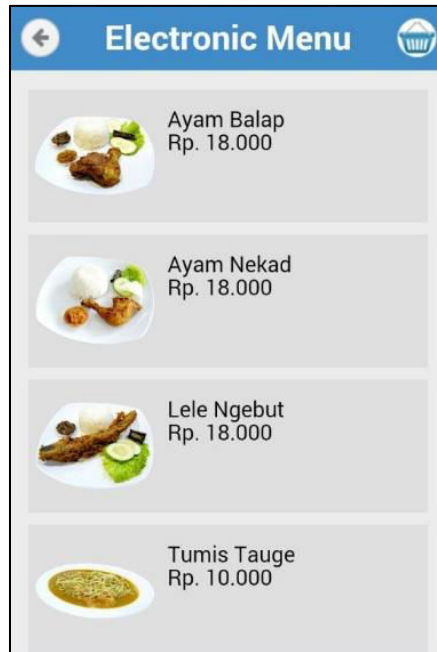 Electronic Menu
Ayam Balap
Rp. 18.000
Ayam Nekad
Rp. 18.000
Lele Ngebut
Rp. 18.000
Tumis Tauge
Rp. 10.000